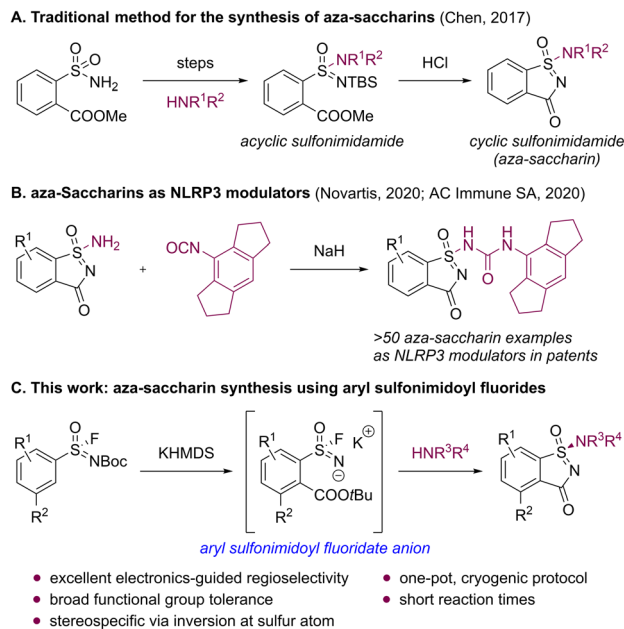 A. Traditional method for the synthesis of aza-saccharins (Chen, 2017)
O
S
O
NH2
COOMe
steps
HNR¹R²
O
S
NR¹R²
NTBS
COOMe
acyclic sulfonimidamide
HCl
O
S
NR¹R²
N
O
cyclic sulfonimidamide
(aza-saccharin)
B. aza-Saccharins as NLRP3 modulators (Novartis, 2020; AC Immune SA, 2020)
R¹
O
S
NH2
N
O
+
OCN
NaH
R¹
O
S
H
N
O
H
N
N
O
>50 aza-saccharin examples
as NLRP3 modulators in patents
C. This work: aza-saccharin synthesis using aryl sulfonimidoyl fluorides
R¹
O
S
F
NBoc
R²
KHMDS
R¹
O
S
F
K⊕
N
⊖
COOtBu
R²
aryl sulfonimidoyl fluoridate anion
HNR³R⁴
R¹
O
S
NR³R⁴
N
R²
O
• excellent electronics-guided regioselectivity
• broad functional group tolerance
• stereospecific via inversion at sulfur atom
• one-pot, cryogenic protocol
• short reaction times